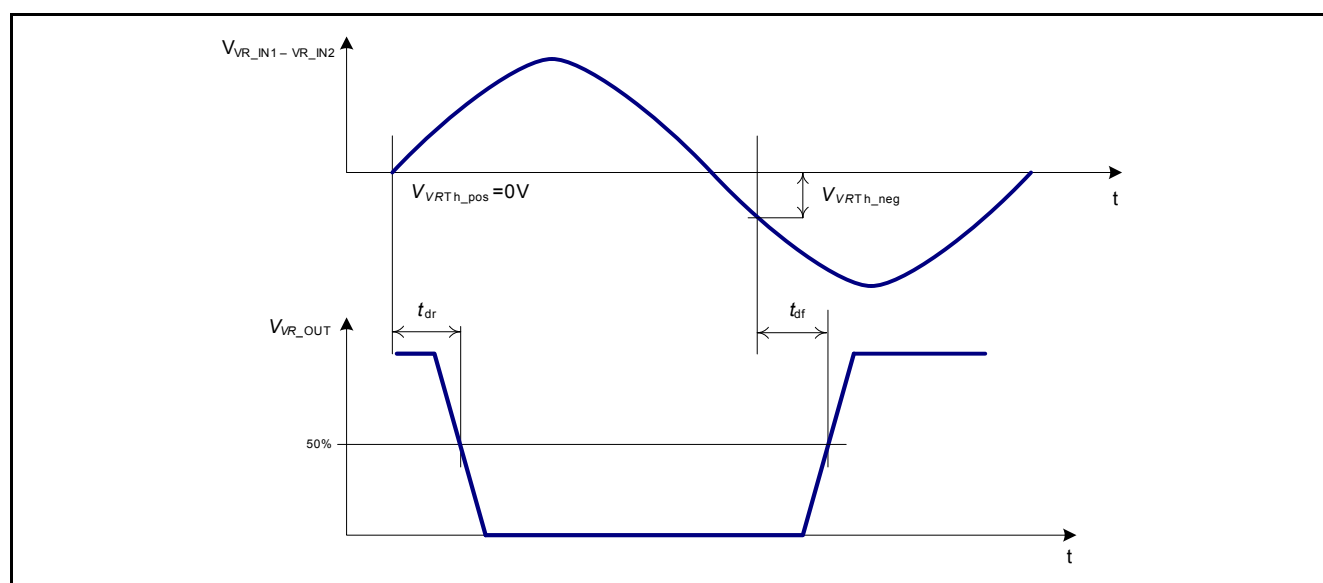 V_VR_IN1 – VR_IN2
V_VRTh_pos =0V
V_VRTh_neg
t
t_dr
t_df
V_VR_OUT
50%
t